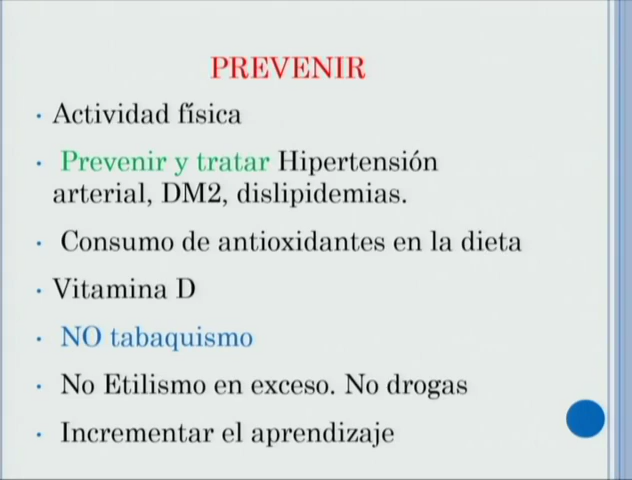 PREVENIR
• Actividad física
• Prevenir y tratar Hipertensión
arterial, DM2, dislipidemias.
• Consumo de antioxidantes en la dieta
• Vitamina D
• NO tabaquismo
• No Etilismo en exceso. No drogas
• Incrementar el aprendizaje